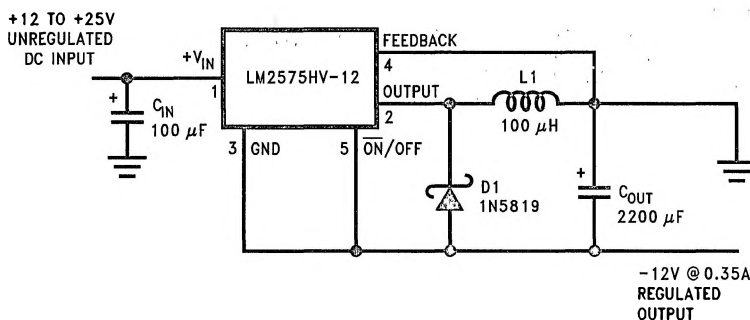 +12 TO +25V
UNREGULATED
DC INPUT
+VIN
1
LM2575HV-12
FEEDBACK
4
OUTPUT
2
L1
100 μH
+
CIN
100 μF
3 GND
5 ON/OFF
D1
1N5819
+
COUT
2200 μF
-12V @ 0.35A
REGULATED
OUTPUT